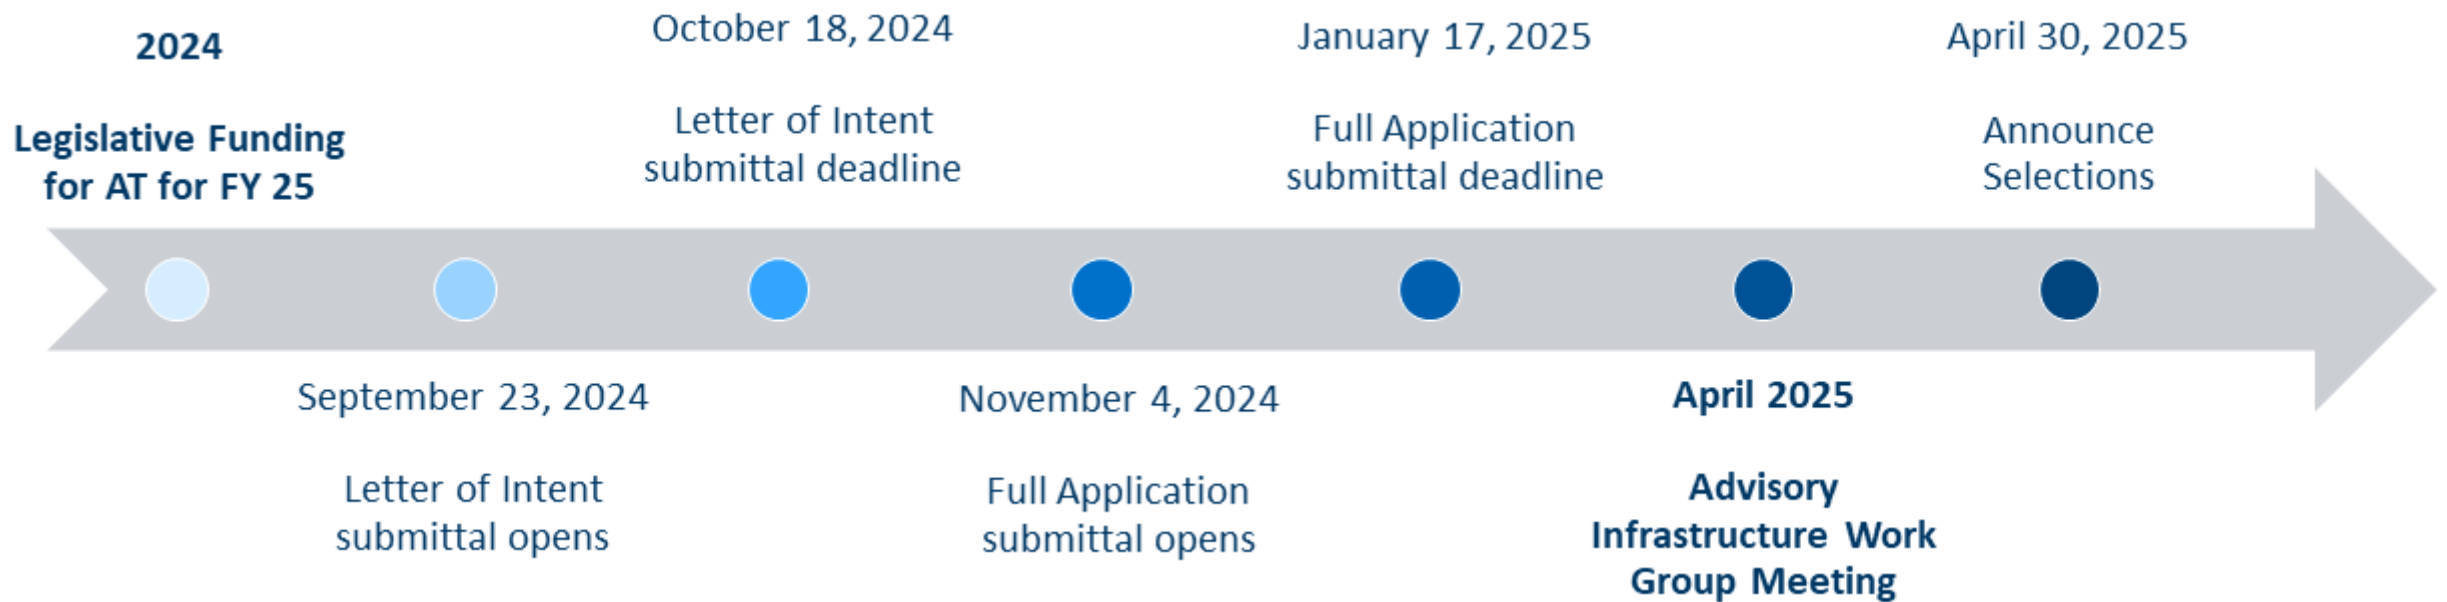 2024
Legislative Funding
for AT for FY 25
September 23, 2024
Letter of Intent
submittal opens
October 18, 2024
Letter of Intent
submittal deadline
November 4, 2024
Full Application
submittal opens
January 17, 2025
Full Application
submittal deadline
April 2025
Advisory
Infrastructure Work
Group Meeting
April 30, 2025
Announce
Selections